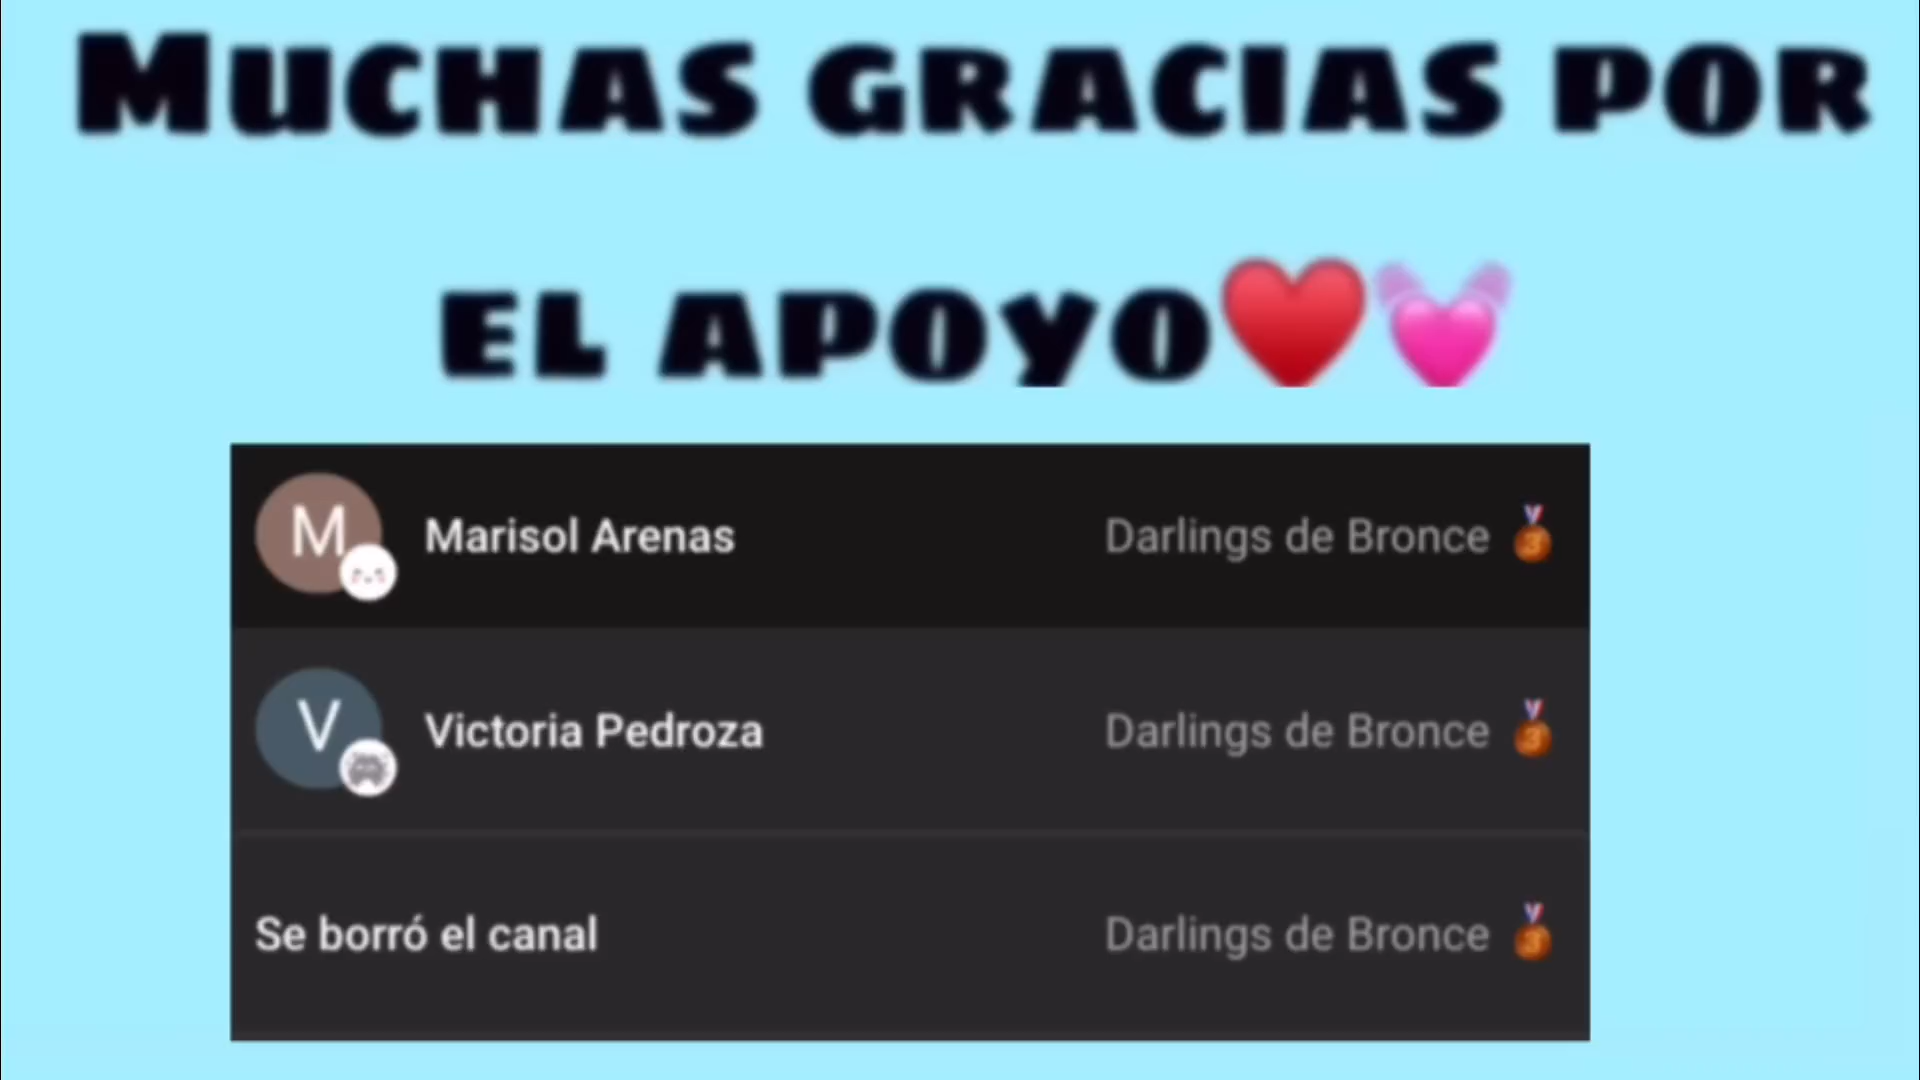 Muchas gracias por
el apoyo❤️💓
M Marisol Arenas Darlings de Bronce 🥉
V Victoria Pedroza Darlings de Bronce 🥉
Se borró el canal Darlings de Bronce 🥉